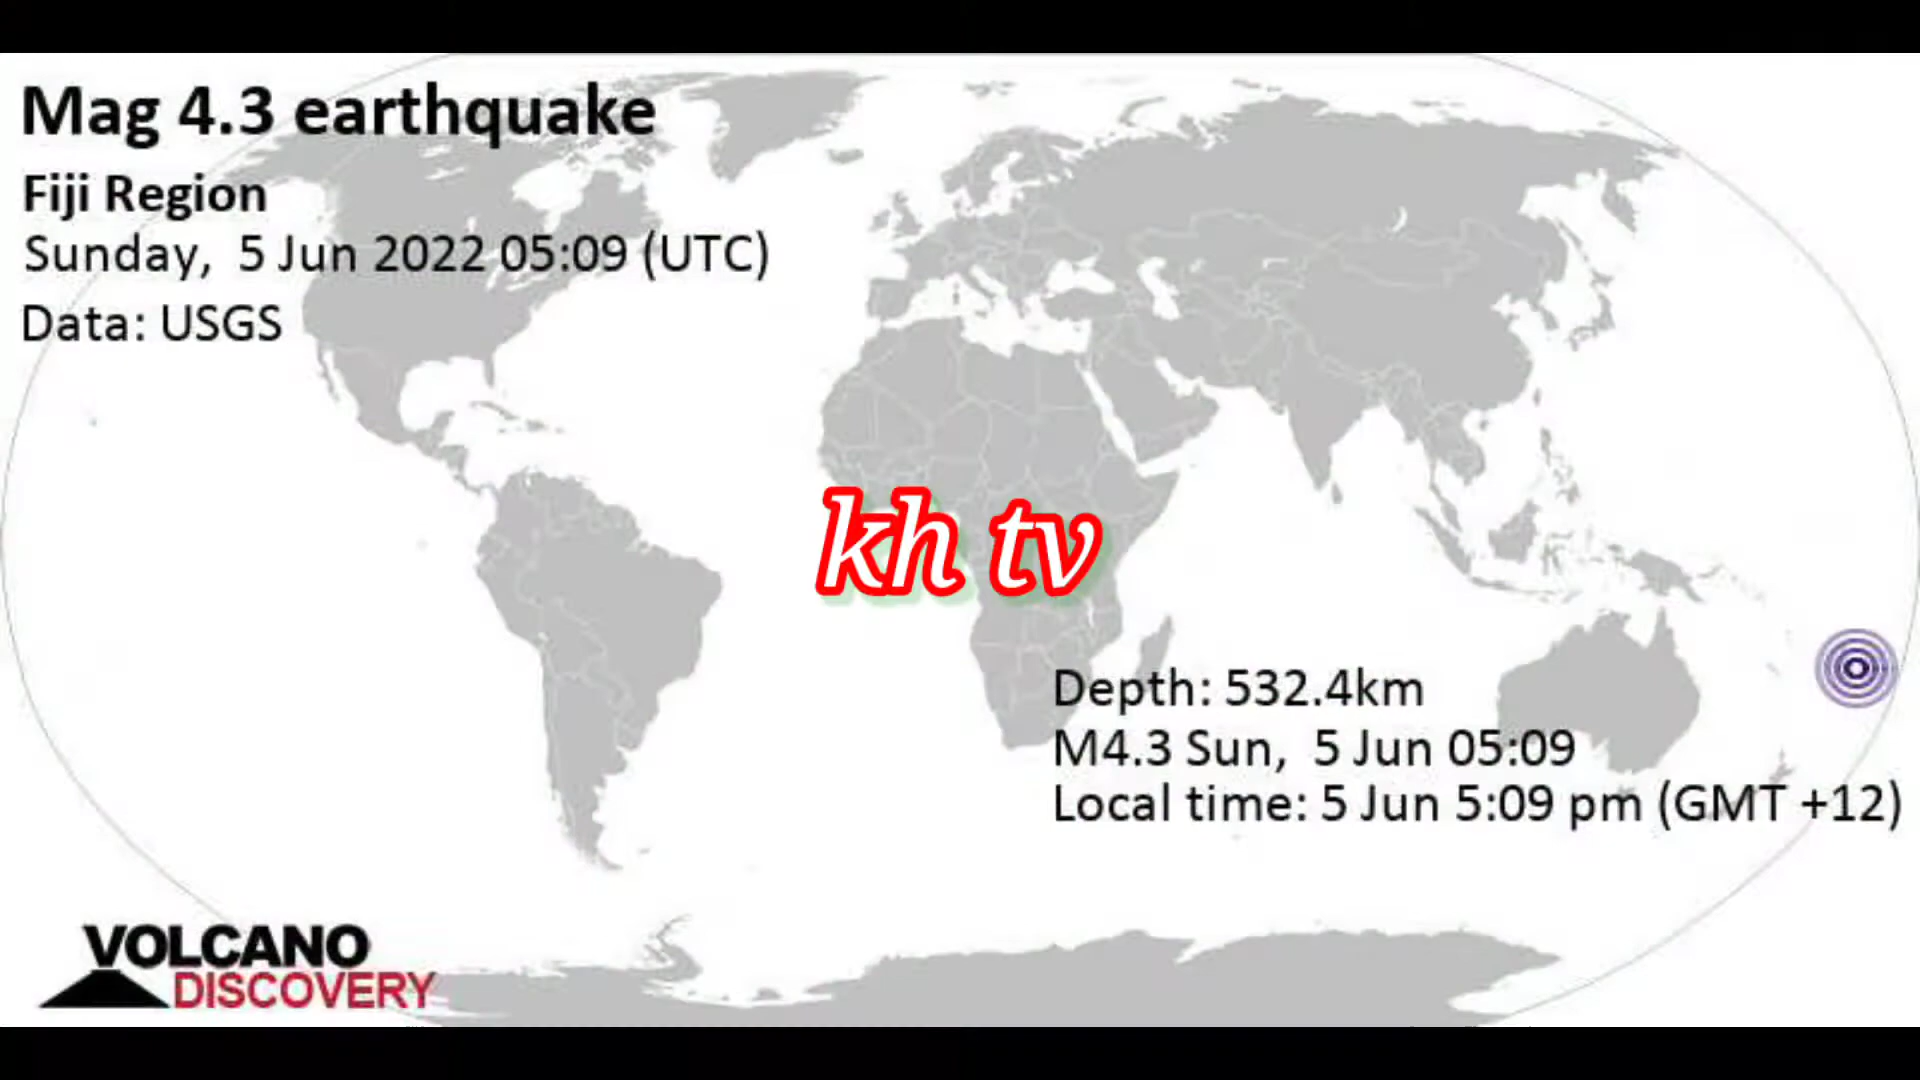 Mag 4.3 earthquake
Fiji Region
Sunday, 5 Jun 2022 05:09 (UTC)
Data: USGS
kh tv
Depth: 532.4km
M4.3 Sun, 5 Jun 05:09
Local time: 5 Jun 5:09 pm (GMT +12)
VOLCANO
DISCOVERY